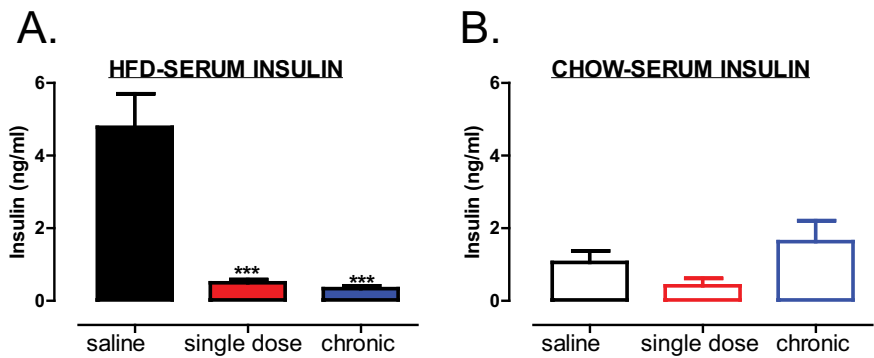 A.
HFD-SERUM INSULIN
Insulin (ng/ml)
6
4
2
0
***
***
saline single dose chronic
B.
CHOW-SERUM INSULIN
Insulin (ng/ml)
6
4
2
0
saline single dose chronic